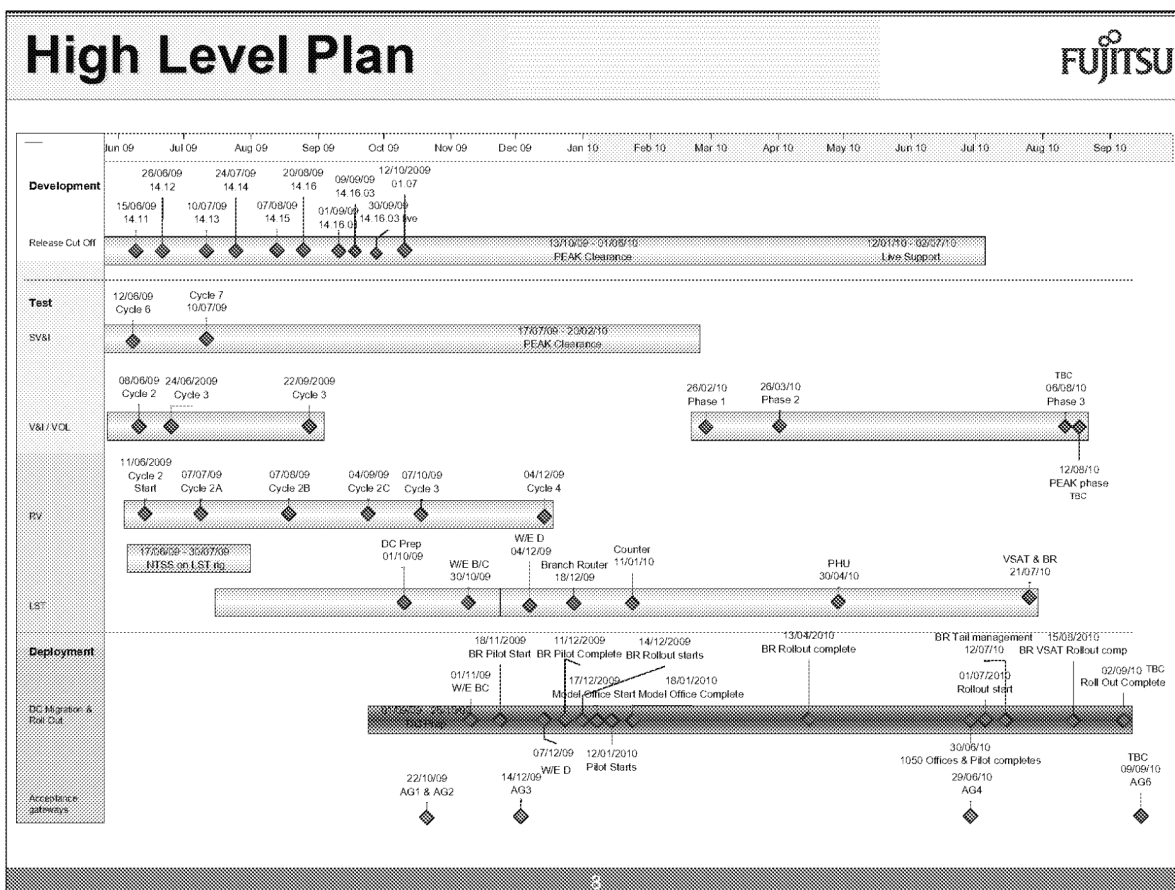 High Level Plan
FUJITSU
Jun 09 Jul 09 Aug 09 Sep 09 Oct 09 Nov 09 Dec 09 Jan 10 Feb 10 Mar 10 Apr 10 May 10 Jun 10 Jul 10 Aug 10 Sep 10
Development
26/06/09
14.12
24/07/09
14.14
20/08/09
14.16
09/09/09
14.16.03
12/10/2009
01.07
15/06/09
14.11
10/07/09
14.13
07/08/09
14.15
01/09/09
30/09/09
14.16.03 live
Release Cut Off
13/10/09 - 01/06/10
PEAK Clearance
12/01/10 - 02/07/10
Live Support
Test
12/06/09
Cycle 6
Cycle 7
10/07/09
SV&I
17/07/09 - 20/02/10
PEAK Clearance
08/06/09
Cycle 2
24/06/2009
Cycle 3
22/09/2009
Cycle 3
26/02/10
Phase 1
26/03/10
Phase 2
TBC
06/08/10
Phase 3
V&I / VOL
12/08/10
PEAK phase
TBC
11/06/2009
Cycle 2
Start
07/07/09
Cycle 2A
07/08/09
Cycle 2B
04/09/09
Cycle 2C
07/10/09
Cycle 3
04/12/09
Cycle 4
RV
17/06/09 - 30/07/09
NTSS on LST rig
DC Prep
01/10/09
W/E B/C
30/10/09
W/E D
04/12/09
Branch Router
18/12/09
Counter
11/01/10
PHU
30/04/10
VSAT & BR
21/07/10
LST
Deployment
18/11/2009
BR Pilot Start
11/12/2009
BR Pilot Complete
14/12/2009
BR Rollout starts
13/04/2010
BR Rollout complete
BR Tail management
12/07/10
15/08/2010
BR VSAT Rollout comp
01/11/09
W/E BC
17/12/2009
Model Office Start
18/01/2010
Model Office Complete
01/07/2010
Rollout start
02/09/10 TBC
Roll Out Complete
DC Migration &
Roll Out
DC Prep
07/12/09
W/E D
12/01/2010
Pilot Starts
30/06/10
1050 Offices & Pilot completes
22/10/09
AG1 & AG2
14/12/09
AG3
29/06/10
AG4
TBC
09/09/10
AG5
Acceptance
gateways
8